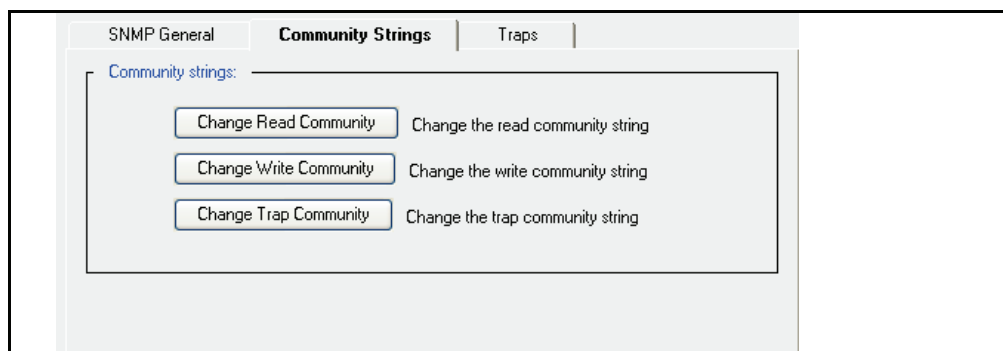 SNMP General Community Strings Traps
Community strings:
Change Read Community Change the read community string
Change Write Community Change the write community string
Change Trap Community Change the trap community string